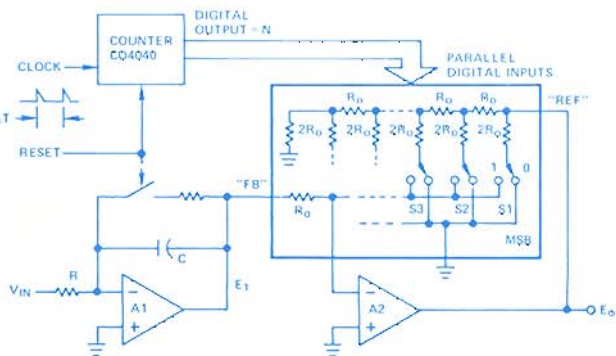 DIGITAL
OUTPUT = N
COUNTER
CD4040
CLOCK
PARALLEL
DIGITAL INPUTS
T
R₀ R₀ R₀ "REF"
2R₀ 2R₀ 2R₀ 2R₀ 2R₀
RESET
1 0
"FB"
R₀
S3 S2 S1
MSB
C
R
E₁
VIN
A1
A2
E₀
− + − +